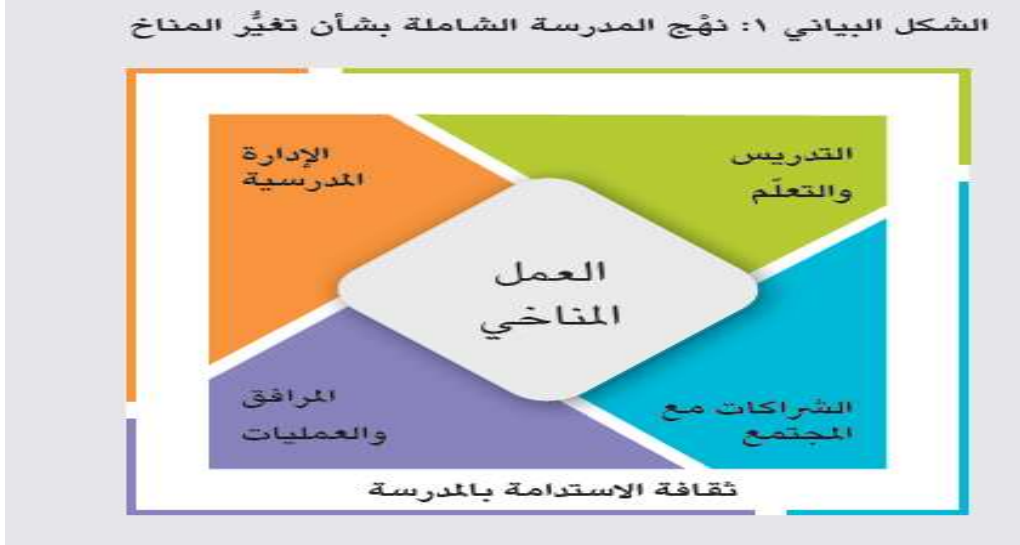 الشكل البياني ١: نهْج المدرسة الشاملة بشأن تغيُّر المناخ
التدريس
والتعلّم
الإدارة
المدرسية
العمل
المناخي
الشراكات مع
المجتمع
المرافق
والعمليات
ثقافة الاستدامة بالمدرسة